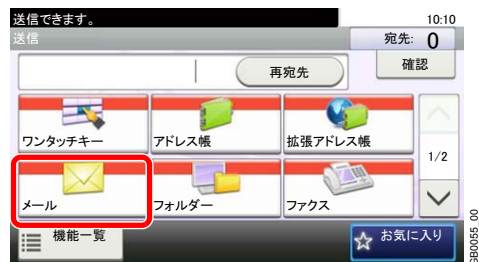 送信できます。 10:10
送信 宛先: 0
再宛先 確認
ワンタッチキー アドレス帳 拡張アドレス帳
1/2
メール フォルダー ファクス
機能一覧 お気に入り
GB0055_00